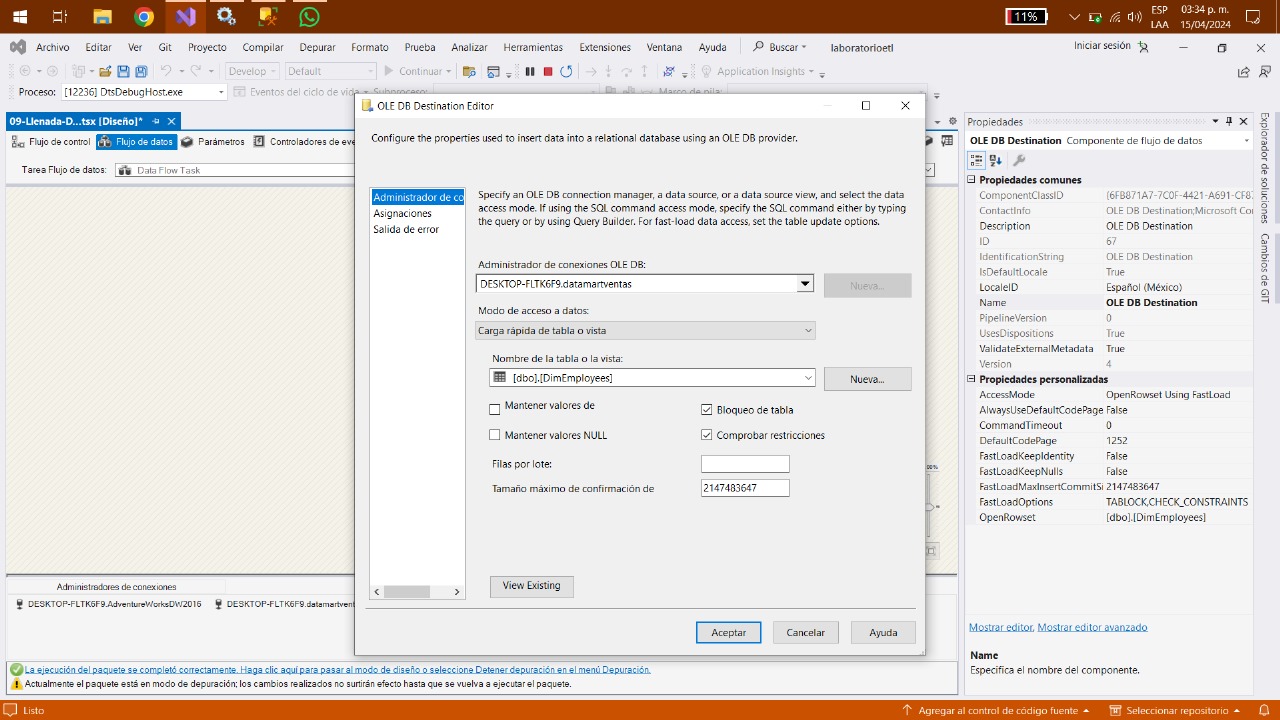 11%
ESP
LAA
03:34 p. m.
15/04/2024
Archivo Editar Ver Git Proyecto Compilar Depurar Formato Prueba Analizar Herramientas Extensiones Ventana Ayuda Buscar laboratorioetl
Iniciar sesión
Develop Default Continuar Application Insights
Proceso: [12236] DtsDebugHost.exe Eventos del ciclo de vida Subproceso: Marco de pila:
09-Llenada-D...tsx [Diseño]*
Flujo de control Flujo de datos Parámetros Controladores de eve
Tarea Flujo de datos: Data Flow Task
OLE DB Destination Editor
Configure the properties used to insert data into a relational database using an OLE DB provider.
Administrador de co
Asignaciones
Salida de error
Specify an OLE DB connection manager, a data source, or a data source view, and select the data
access mode. If using the SQL command access mode, specify the SQL command either by typing
the query or by using Query Builder. For fast-load data access, set the table update options.
Administrador de conexiones OLE DB:
DESKTOP-FLTK6F9.datamartventas
Nueva...
Modo de acceso a datos:
Carga rápida de tabla o vista
Nombre de la tabla o la vista:
[dbo].[DimEmployees]
Nueva...
Mantener valores de
Bloqueo de tabla
Mantener valores NULL
Comprobar restricciones
Filas por lote:
Tamaño máximo de confirmación de
2147483647
View Existing
Aceptar Cancelar Ayuda
Administradores de conexiones
DESKTOP-FLTK6F9.AdventureWorksDW2016 DESKTOP-FLTK6F9.datamartvent
La ejecución del paquete se completó correctamente. Haga clic aquí para pasar al modo de diseño o seleccione Detener depuración en el menú Depuración.
Actualmente el paquete está en modo de depuración; los cambios realizados no surtirán efecto hasta que se vuelva a ejecutar el paquete.
Propiedades
OLE DB Destination Componente de flujo de datos
Propiedades comunes
ComponentClassID {6FB871A7-7C0F-4421-A691-CF8
ContactInfo OLE DB Destination;Microsoft Co
Description OLE DB Destination
ID 67
IdentificationString OLE DB Destination
IsDefaultLocale True
LocaleID Español (México)
Name OLE DB Destination
PipelineVersion 0
UsesDispositions True
ValidateExternalMetadata True
Version 4
Propiedades personalizadas
AccessMode OpenRowset Using FastLoad
AlwaysUseDefaultCodePage False
CommandTimeout 0
DefaultCodePage 1252
FastLoadKeepIdentity False
FastLoadKeepNulls False
FastLoadMaxInsertCommitSi 2147483647
FastLoadOptions TABLOCK,CHECK_CONSTRAINTS
OpenRowset [dbo].[DimEmployees]
Mostrar editor, Mostrar editor avanzado
Name
Especifica el nombre del componente.
Explorador de soluciones
Cambios de GIT
Listo
Agregar al control de código fuente
Seleccionar repositorio